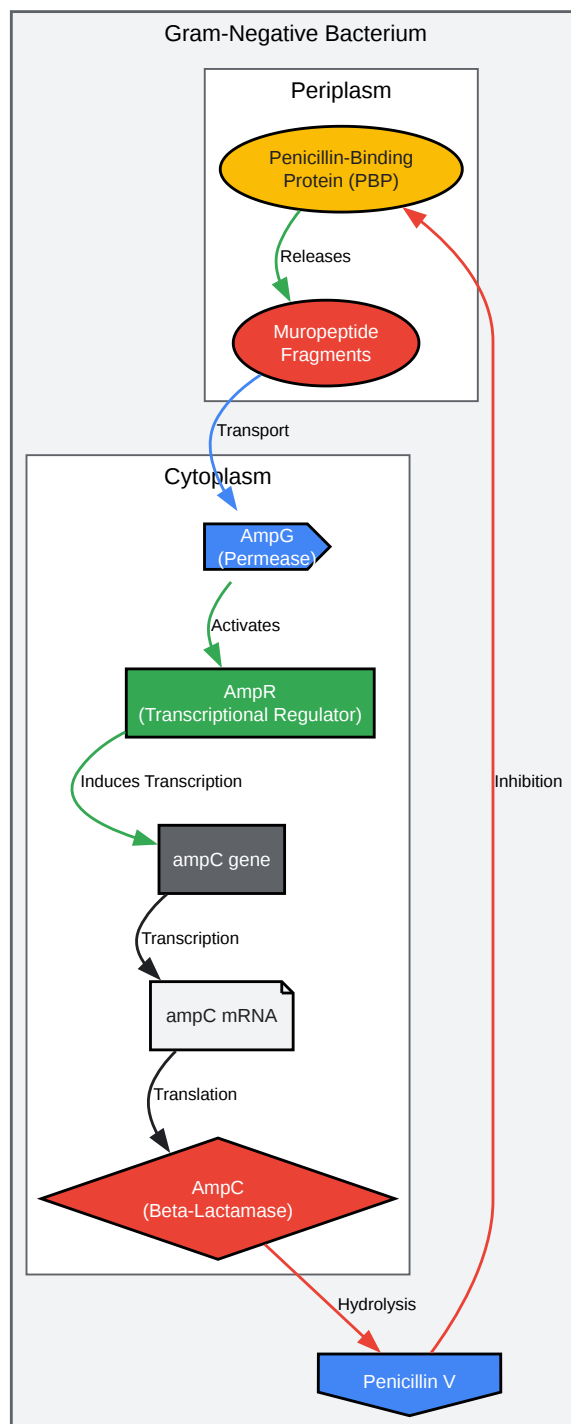 Gram-Negative Bacterium
Periplasm
Penicillin-Binding
Protein (PBP)
Releases
Muropeptide
Fragments
Transport
Cytoplasm
AmpG
(Permease)
Activates
AmpR
(Transcriptional Regulator)
Induces Transcription
Inhibition
ampC gene
Transcription
ampC mRNA
Translation
AmpC
(Beta-Lactamase)
Hydrolysis
Penicillin V